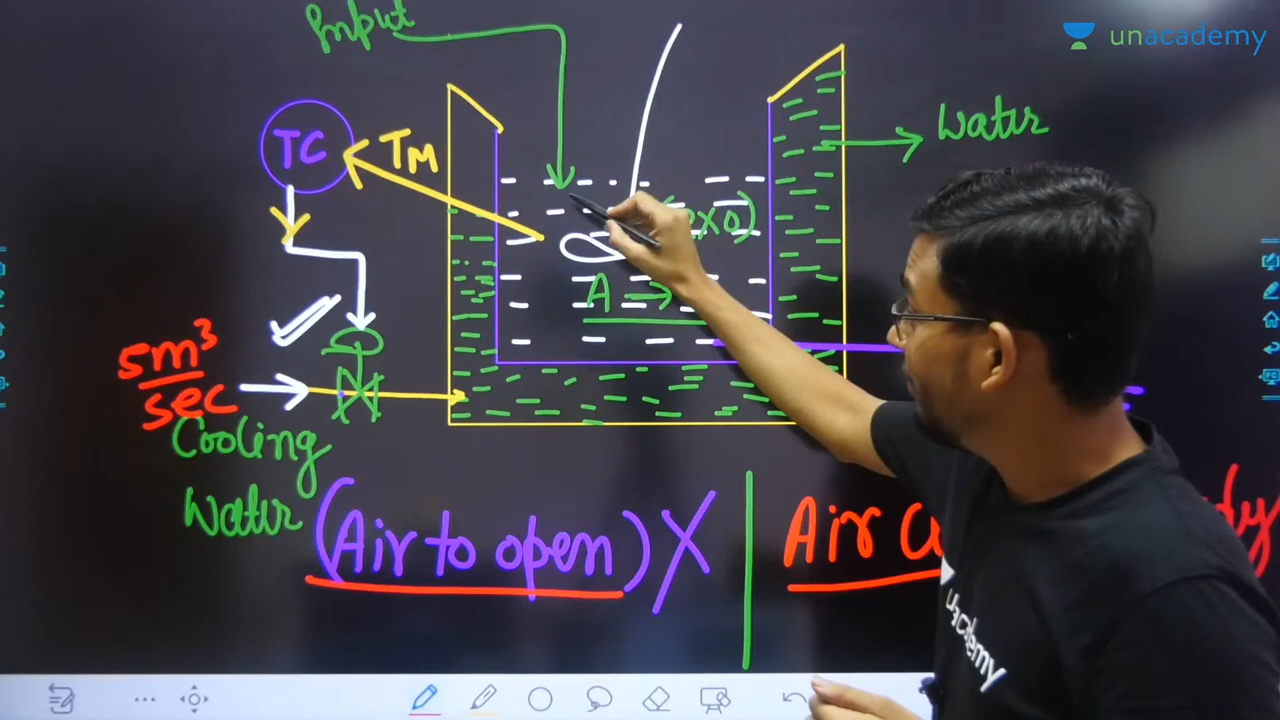 Input
unacademy
TC
TM
Water
(exo)
A →
5m³
sec
Cooling
Water
(Air to open) X
Air
unacademy